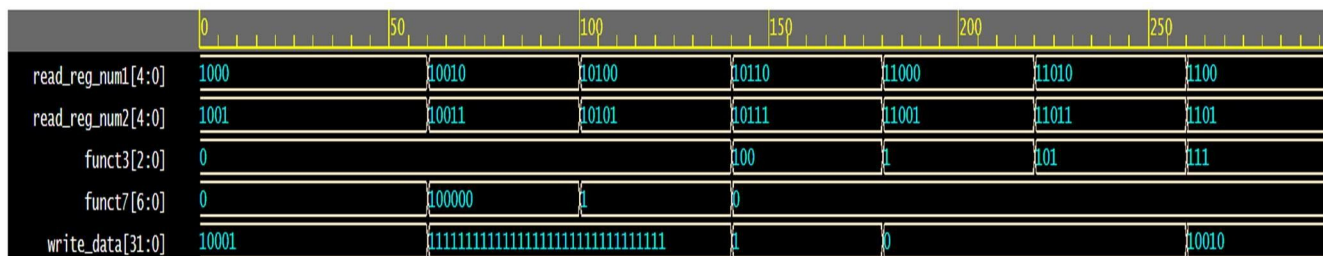 0 50 100 150 200 250
read_reg_num1[4:0] 1000 10010 10100 10110 11000 11010 1100
read_reg_num2[4:0] 1001 10011 10101 10111 11001 11011 1101
funct3[2:0] 0 100 1 101 111
funct7[6:0] 0 100000 1 0
write_data[31:0] 10001 11111111111111111111111111111111 1 0 10010